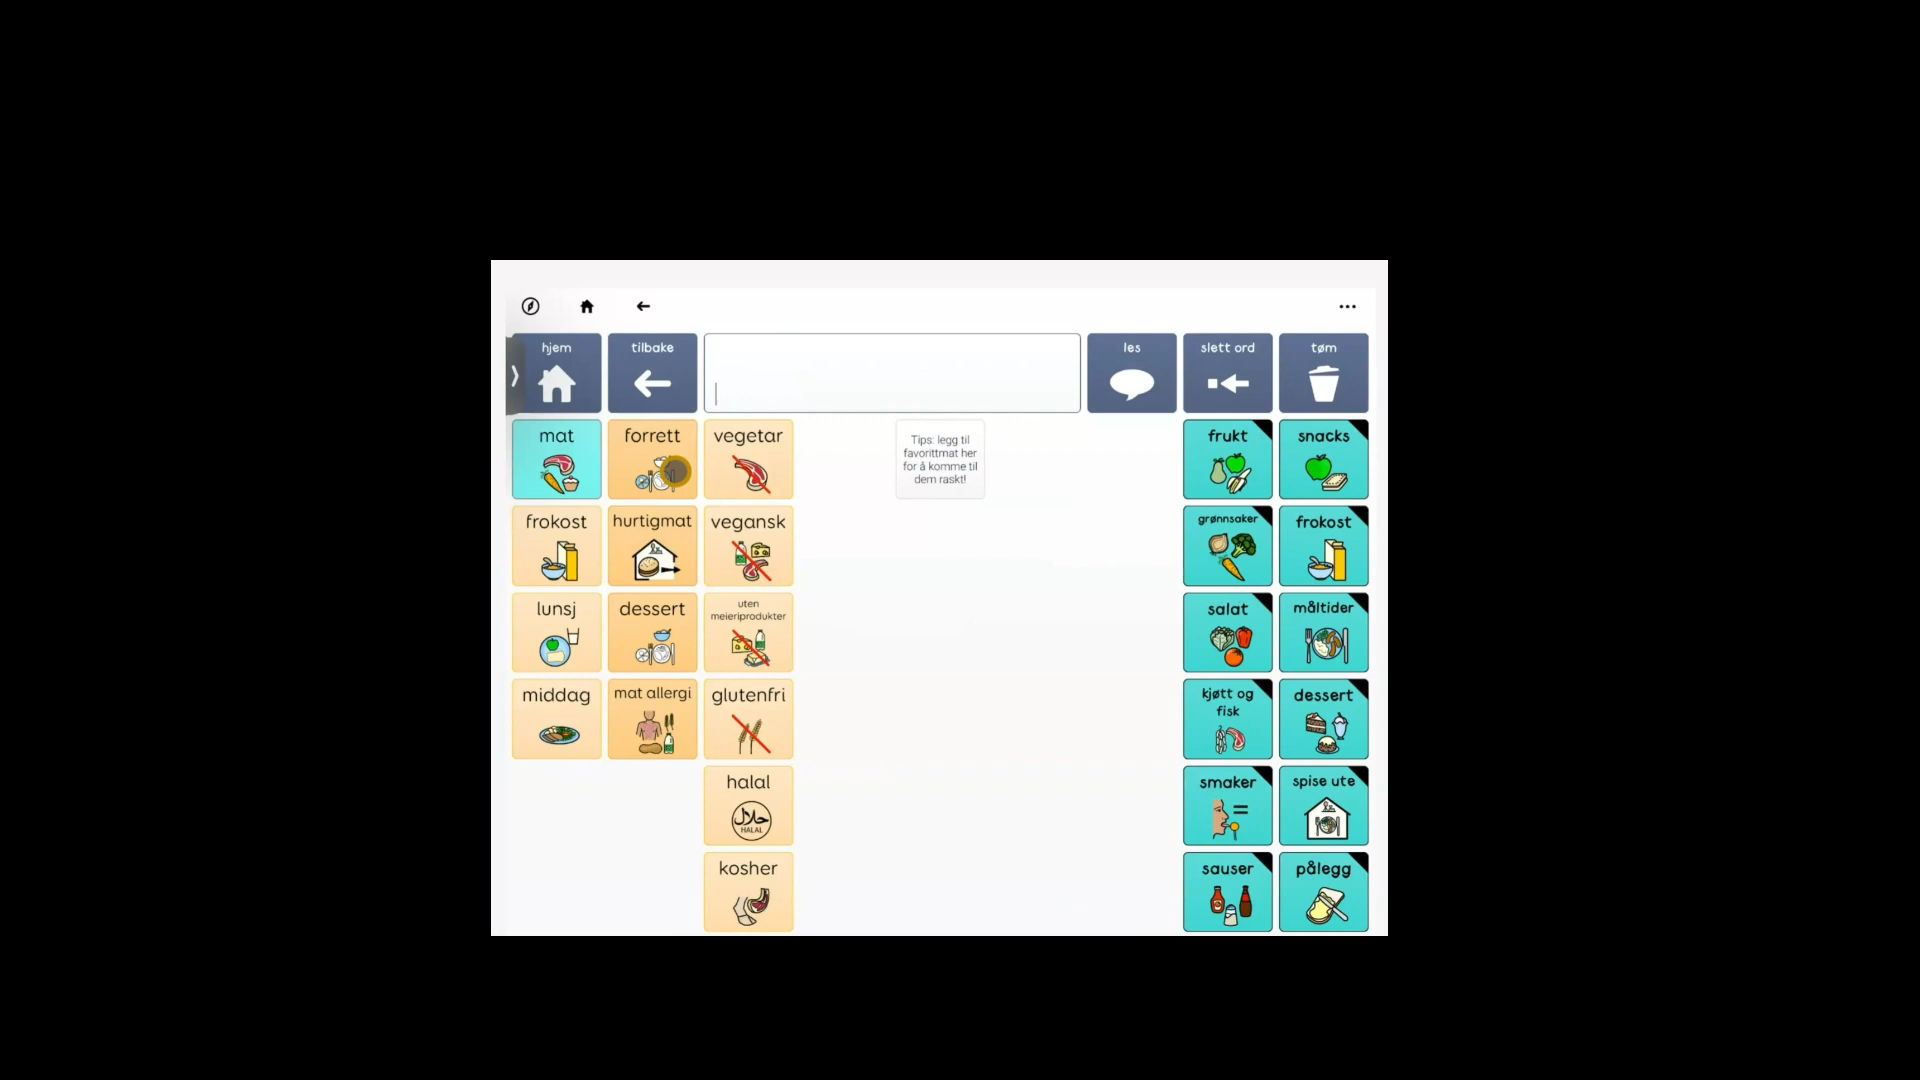 hjem
tilbake
les
slett ord
tøm
mat
forrett
vegetar
Tips: legg til
favorittmat her
for å komme til
dem raskt!
frukt
snacks
frokost
hurtigmat
vegansk
grønnsaker
frokost
lunsj
dessert
uten
meieriprodukter
salat
måltider
middag
mat allergi
glutenfri
kjøtt og
fisk
dessert
halal
حلال
HALAL
smaker
spise ute
kosher
sauser
pålegg